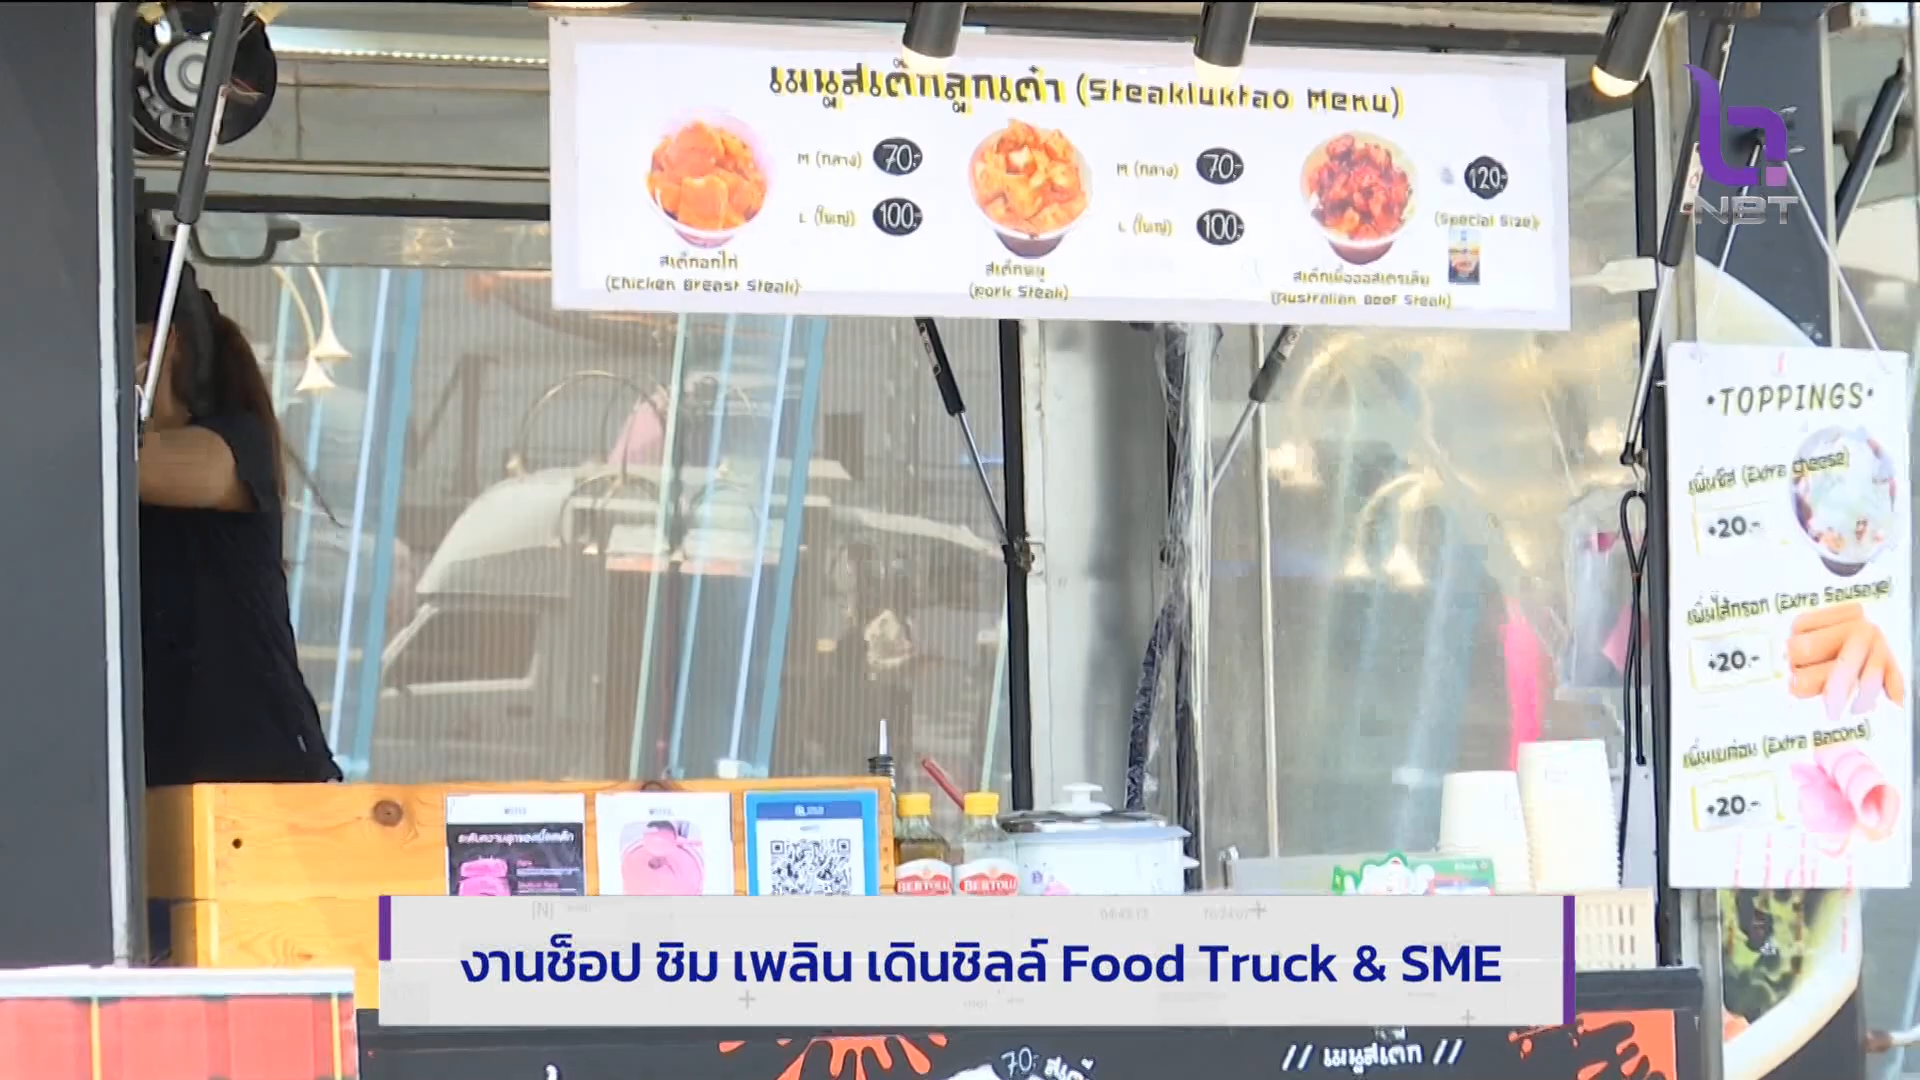 เมนูสเต๊กลูกเต๋า (Steakluktao Menu)
M (กลาง) 70.-
L (ใหญ่) 100.-
สเต็กอกไก่
(Chicken Breast Steak)
M (กลาง) 70.-
L (ใหญ่) 100.-
สเต็กหมู
(Pork Steak)
120.-
(Special Size)
สเต็กเนื้อออสเตรเลีย
(Australian Beef Steak)
NBT
•TOPPINGS•
เพิ่มชีส (Extra cheese)
+20.-
เพิ่มไส้กรอก (Extra Sausage)
+20.-
เพิ่มเบค่อน (Extra Bacons)
+20.-
BERTOLLI
BERTOLLI
งานช็อป ชิม เพลิน เดินชิลล์ Food Truck & SME
70.-
// เมนูสเต๊ก //